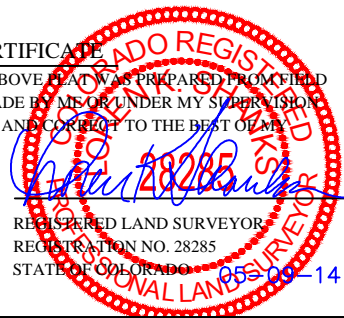 RTIFICATE
BOVE PLAT WAS PREPARED FROM FIELD
ADE BY ME OR UNDER MY SUPERVISION
AND CORRECT TO THE BEST OF MY
COLORADO REGISTERED
K. SHANKS
28285
PROFESSIONAL LAND SURVEYOR
REGISTERED LAND SURVEYOR
REGISTRATION NO. 28285
STATE OF COLORADO
05-09-14